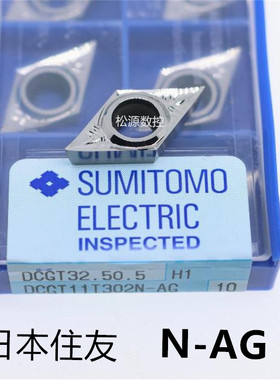 松源数控
SUMITOMO
ELECTRIC
INSPECTED
DCGT32.50.5 H1
DCGT11T302N-AG 10
日本住友 N-AG